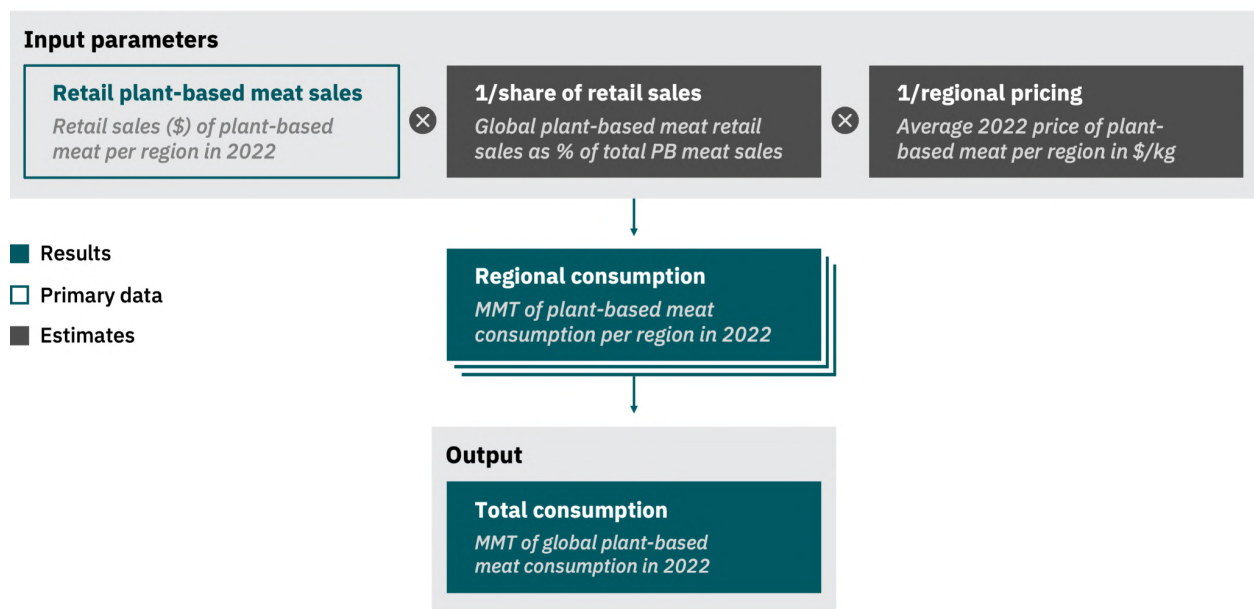 Input parameters
Retail plant-based meat sales
Retail sales ($) of plant-based
meat per region in 2022
1/share of retail sales
Global plant-based meat retail
sales as % of total PB meat sales
1/regional pricing
Average 2022 price of plant-
based meat per region in $/kg
Results
Primary data
Estimates
Regional consumption
MMT of plant-based meat
consumption per region in 2022
Output
Total consumption
MMT of global plant-based
meat consumption in 2022